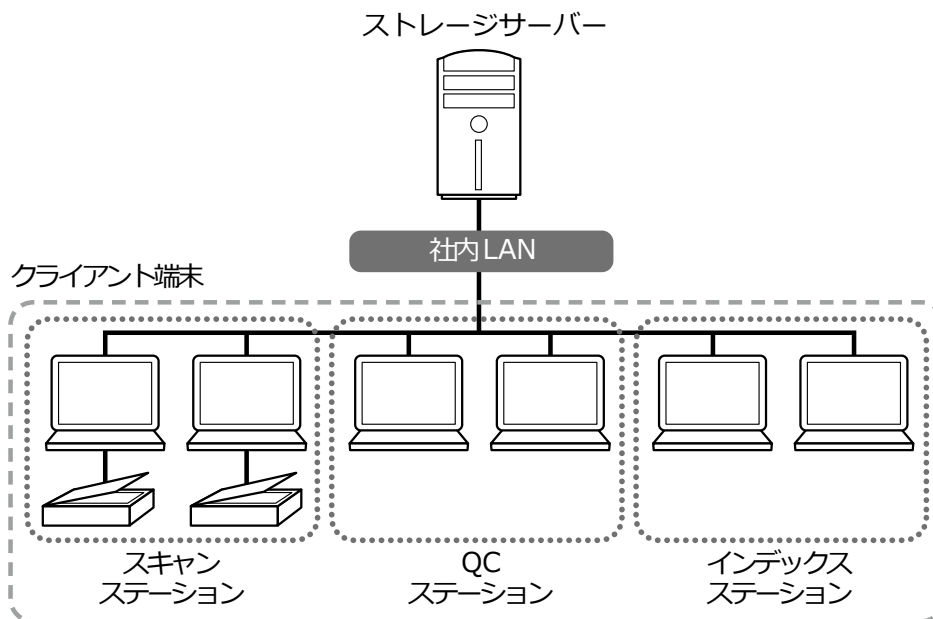 ストレージサーバー
社内LAN
クライアント端末
スキャン
ステーション
QC
ステーション
インデックス
ステーション